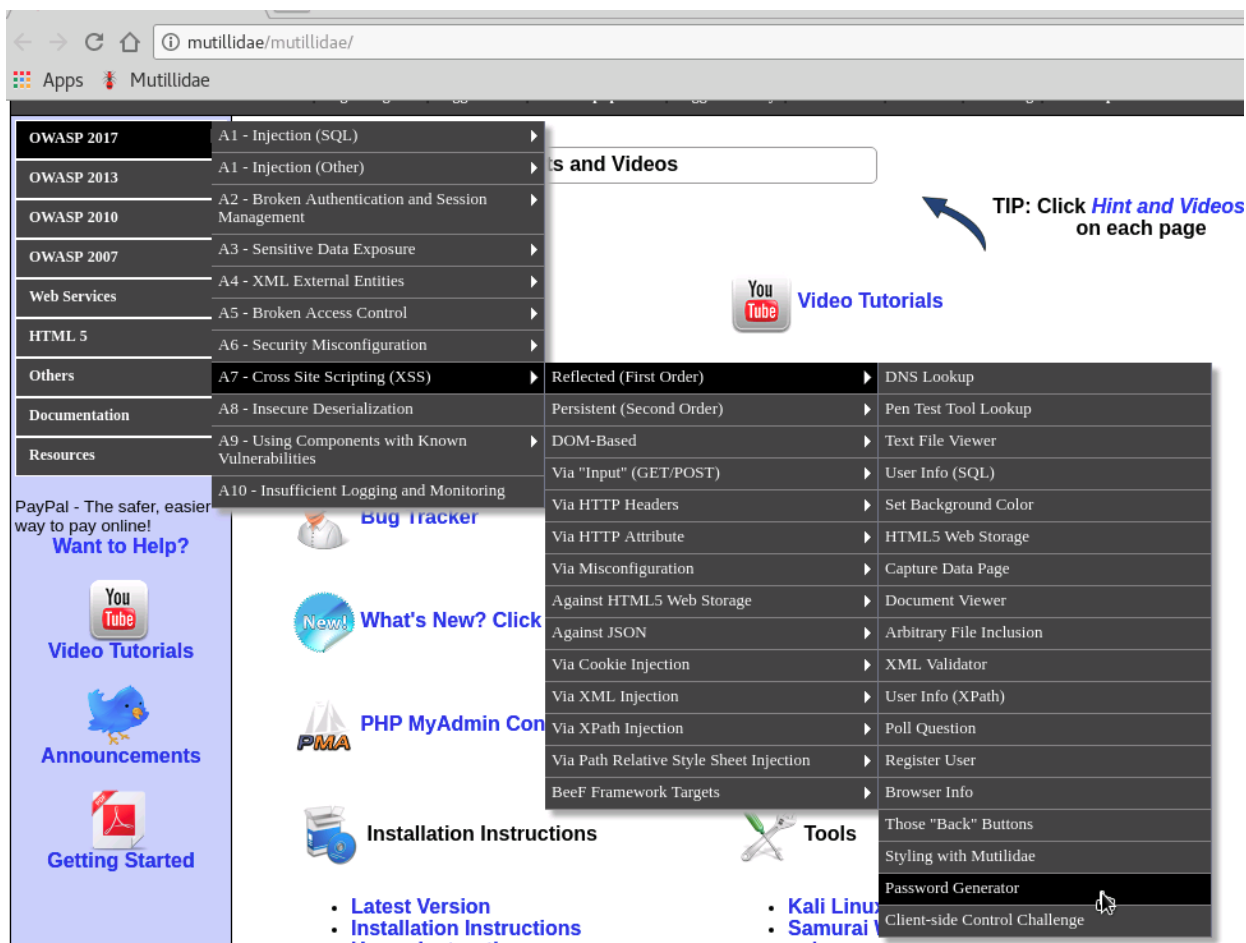 mutillidae/mutillidae/
Apps
Mutillidae
OWASP 2017
OWASP 2013
OWASP 2010
OWASP 2007
Web Services
HTML 5
Others
Documentation
Resources
PayPal - The safer, easier
way to pay online!
Want to Help?
You
Tube
Video Tutorials
Announcements
PDF
Getting Started
A1 - Injection (SQL)
A1 - Injection (Other)
A2 - Broken Authentication and Session
Management
A3 - Sensitive Data Exposure
A4 - XML External Entities
A5 - Broken Access Control
A6 - Security Misconfiguration
A7 - Cross Site Scripting (XSS)
A8 - Insecure Deserialization
A9 - Using Components with Known
Vulnerabilities
A10 - Insufficient Logging and Monitoring
Reflected (First Order)
Persistent (Second Order)
DOM-Based
Via "Input" (GET/POST)
Via HTTP Headers
Via HTTP Attribute
Via Misconfiguration
Against HTML5 Web Storage
Against JSON
Via Cookie Injection
Via XML Injection
Via XPath Injection
Via Path Relative Style Sheet Injection
BeeF Framework Targets
DNS Lookup
Pen Test Tool Lookup
Text File Viewer
User Info (SQL)
Set Background Color
HTML5 Web Storage
Capture Data Page
Document Viewer
Arbitrary File Inclusion
XML Validator
User Info (XPath)
Poll Question
Register User
Browser Info
Those "Back" Buttons
Styling with Mutilidae
Password Generator
Client-side Control Challenge
ts and Videos
TIP: Click Hint and Videos
on each page
You
Tube
Video Tutorials
Bug Tracker
New!
What's New? Click
PMA
PHP MyAdmin Con
Installation Instructions
Tools
Latest Version
Installation Instructions
Kali Linux
Samurai